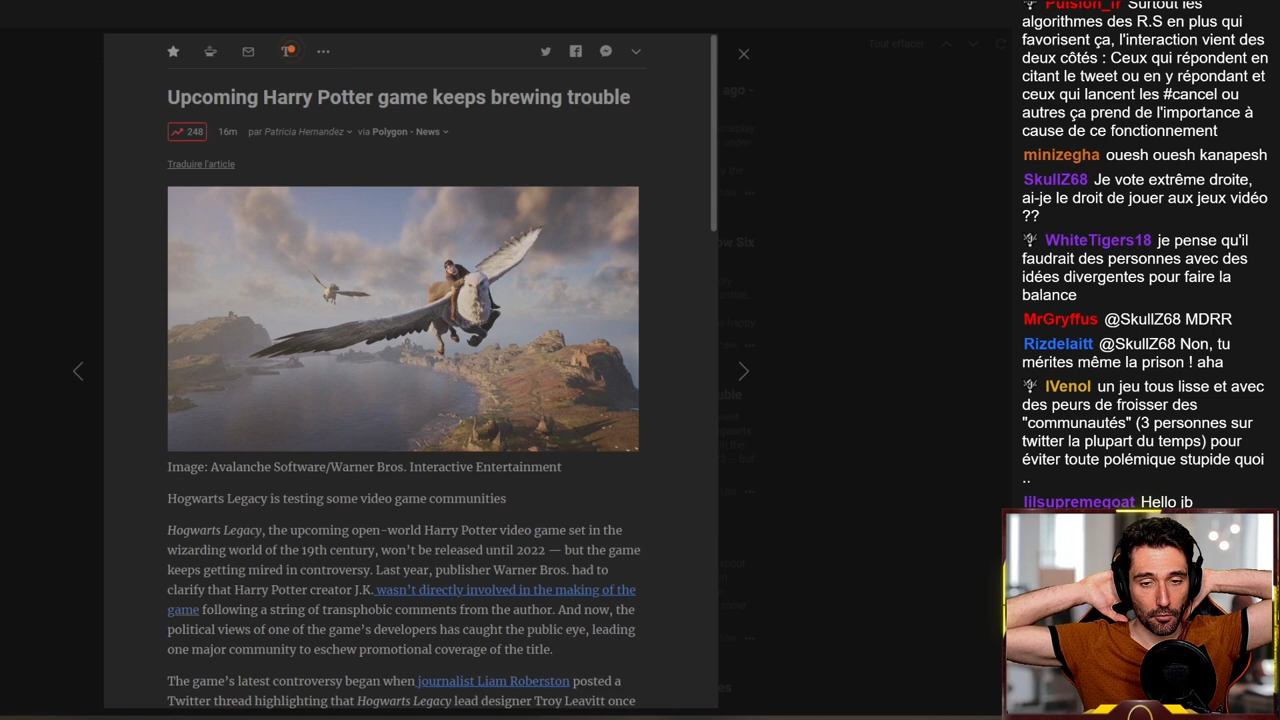 Tout effacer
Upcoming Harry Potter game keeps brewing trouble
248 16m par Patricia Hernandez via Polygon - News
Traduire l'article
Image: Avalanche Software/Warner Bros. Interactive Entertainment
Hogwarts Legacy is testing some video game communities
Hogwarts Legacy, the upcoming open-world Harry Potter video game set in the
wizarding world of the 19th century, won't be released until 2022 — but the game
keeps getting mired in controversy. Last year, publisher Warner Bros. had to
clarify that Harry Potter creator J.K. wasn't directly involved in the making of the
game following a string of transphobic comments from the author. And now, the
political views of one of the game's developers has caught the public eye, leading
one major community to eschew promotional coverage of the title.
The game's latest controversy began when journalist Liam Roberston posted a
Twitter thread highlighting that Hogwarts Legacy lead designer Troy Leavitt once
ago
Pulsion_fr Surtout les
algorithmes des R.S en plus qui
favorisent ça, l'interaction vient des
deux côtés : Ceux qui répondent en
citant le tweet ou en y répondant et
ceux qui lancent les #cancel ou
autres ça prend de l'importance à
cause de ce fonctionnement
minizegha ouesh ouesh kanapesh
SkullZ68 Je vote extrême droite,
ai-je le droit de jouer aux jeux vidéo
??
WhiteTigers18 je pense qu'il
faudrait des personnes avec des
idées divergentes pour faire la
balance
MrGryffus @SkullZ68 MDRR
Rizdelaitt @SkullZ68 Non, tu
mérites même la prison ! aha
IVenol un jeu tous lisse et avec
des peurs de froisser des
"communautés" (3 personnes sur
twitter la plupart du temps) pour
éviter toute polémique stupide quoi
..
lilsupremegoat Hello jb